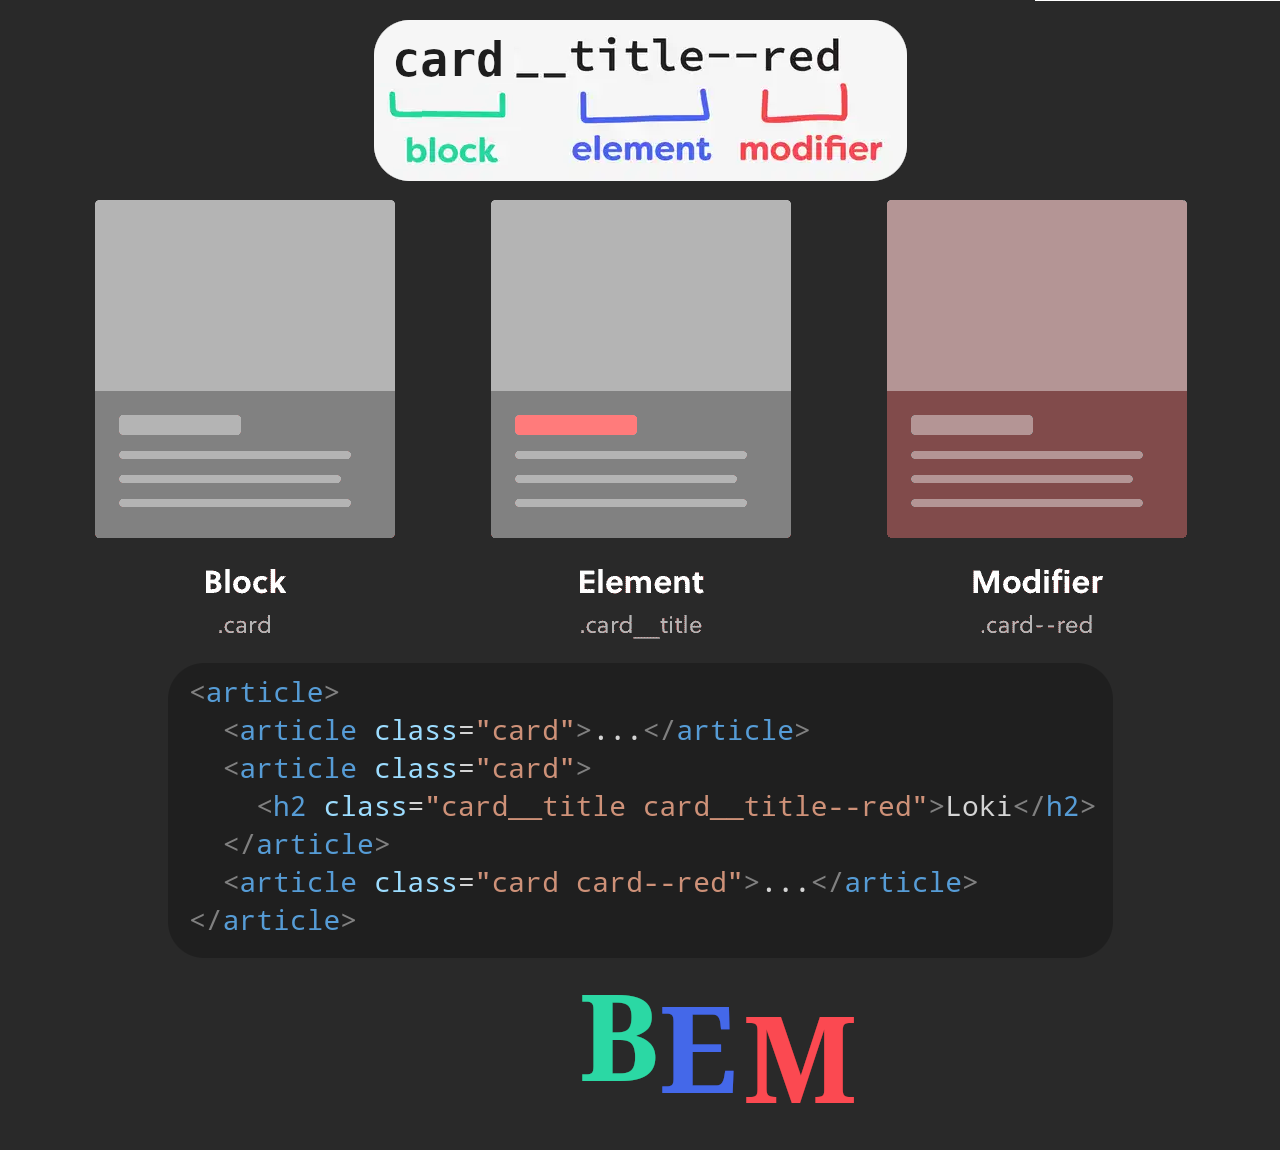 card__title--red
block element modifier
Block Element Modifier
.card .card__title .card--red
<article>
  <article class="card">...</article>
  <article class="card">
    <h2 class="card__title card__title--red">Loki</h2>
  </article>
  <article class="card card--red">...</article>
</article>
BEM